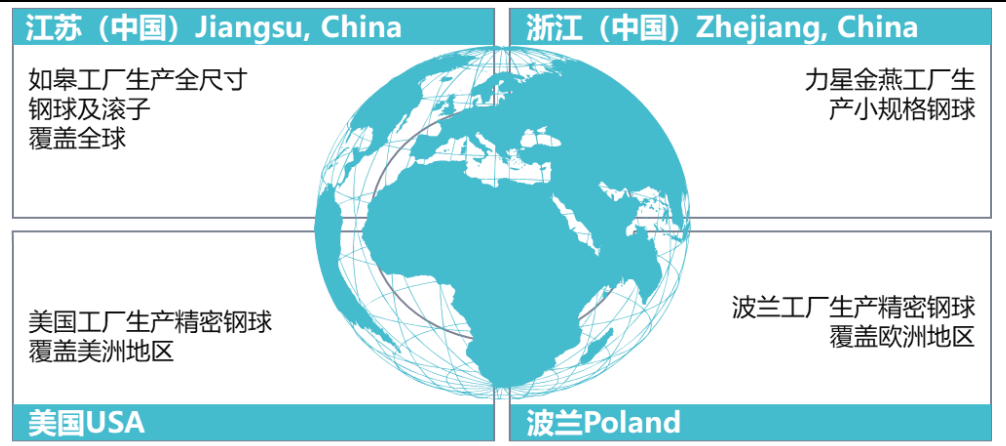 江苏（中国）Jiangsu, China
如皋工厂生产全尺寸
钢球及滚子
覆盖全球
浙江（中国）Zhejiang, China
力星金燕工厂生
产小规格钢球
美国工厂生产精密钢球
覆盖美洲地区
美国USA
波兰工厂生产精密钢球
覆盖欧洲地区
波兰Poland